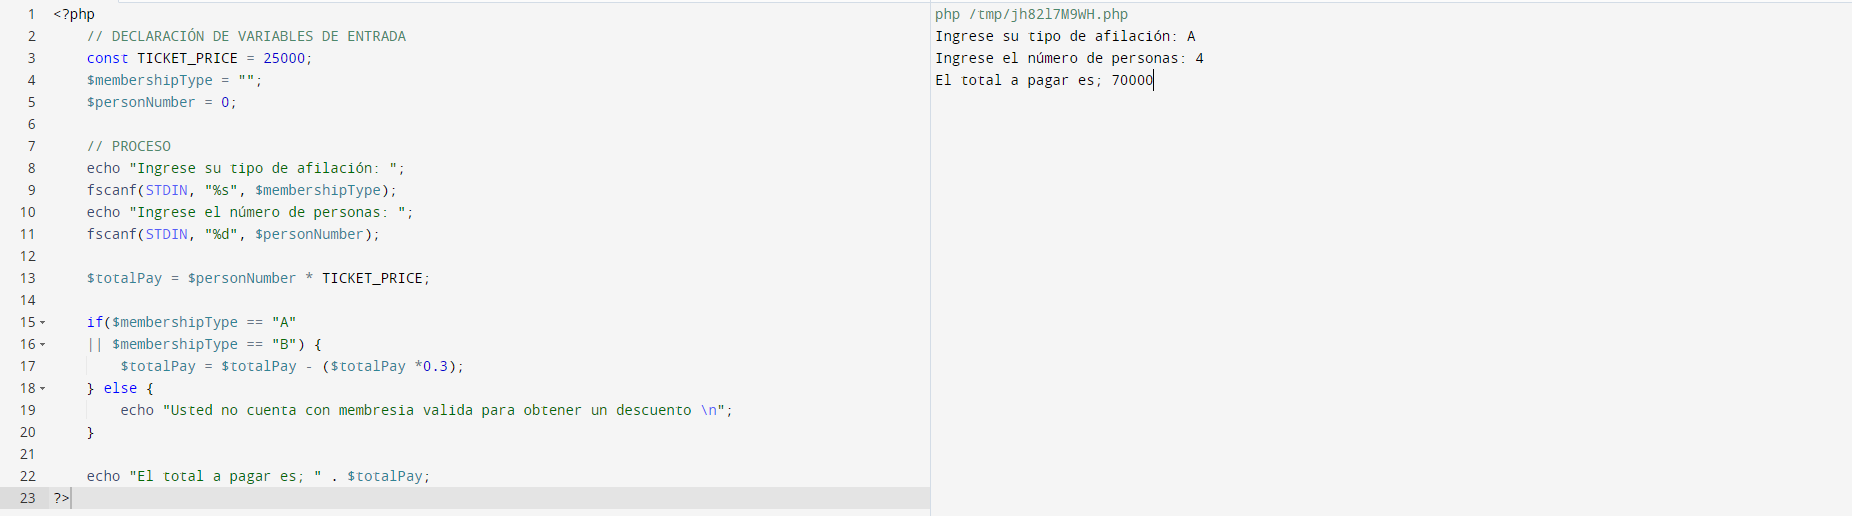 1 <?php
2 // DECLARACIÓN DE VARIABLES DE ENTRADA
3 const TICKET_PRICE = 25000;
4 $membershipType = "";
5 $personNumber = 0;
6
7 // PROCESO
8 echo "Ingrese su tipo de afilación: ";
9 fscanf(STDIN, "%s", $membershipType);
10 echo "Ingrese el número de personas: ";
11 fscanf(STDIN, "%d", $personNumber);
12
13 $totalPay = $personNumber * TICKET_PRICE;
14
15 if($membershipType == "A"
16 || $membershipType == "B") {
17 $totalPay = $totalPay - ($totalPay *0.3);
18 } else {
19 echo "Usted no cuenta con membresia valida para obtener un descuento \n";
20 }
21
22 echo "El total a pagar es; " . $totalPay;
23 ?>
php /tmp/jh82l7M9WH.php
Ingrese su tipo de afilación: A
Ingrese el número de personas: 4
El total a pagar es; 70000